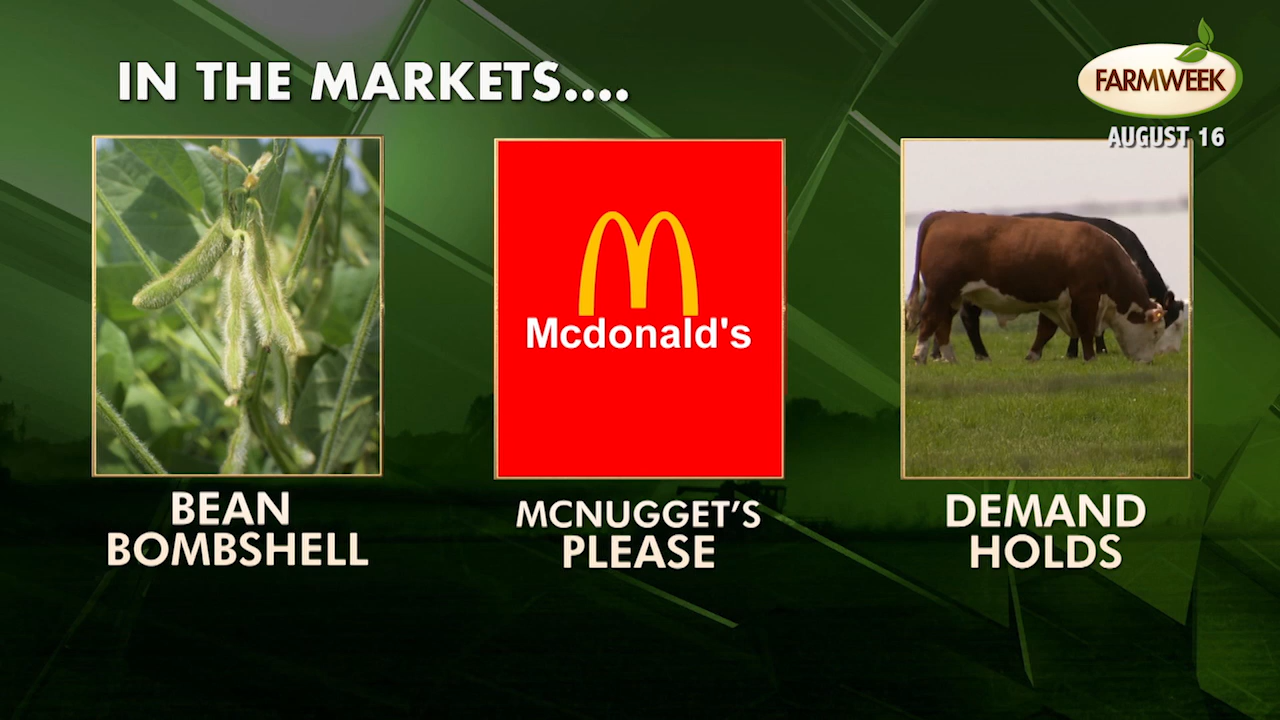 IN THE MARKETS....
FARMWEEK
AUGUST 16
Mcdonald's
BEAN
BOMBSHELL
MCNUGGET'S
PLEASE
DEMAND
HOLDS